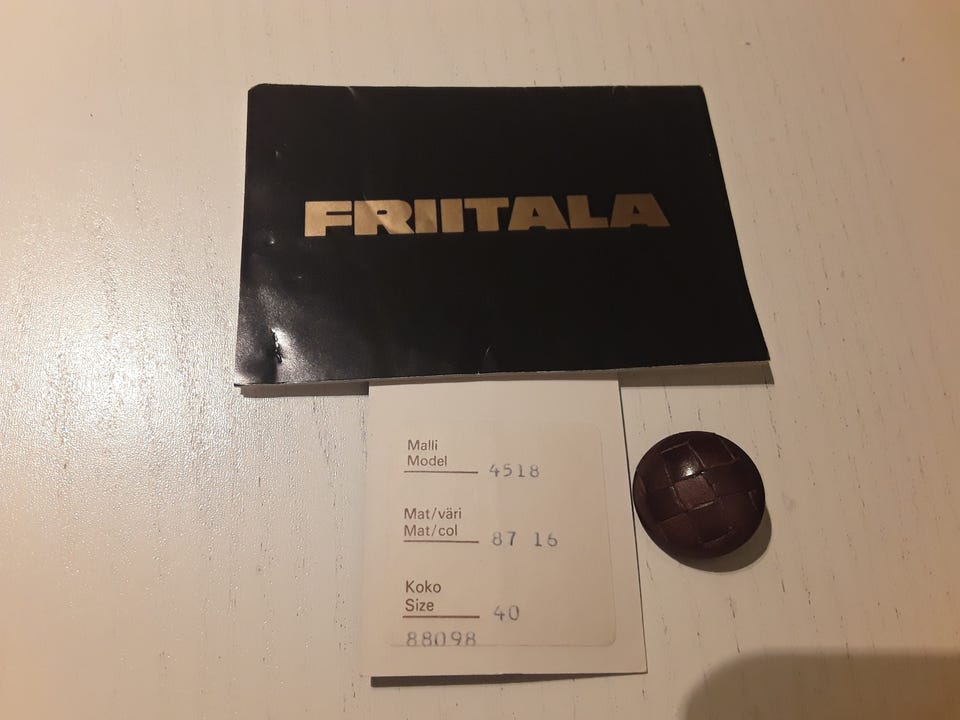 FRIITALA
Malli
Model 4518
Mat/väri
Mat/col 87 16
Koko
Size 40
88098